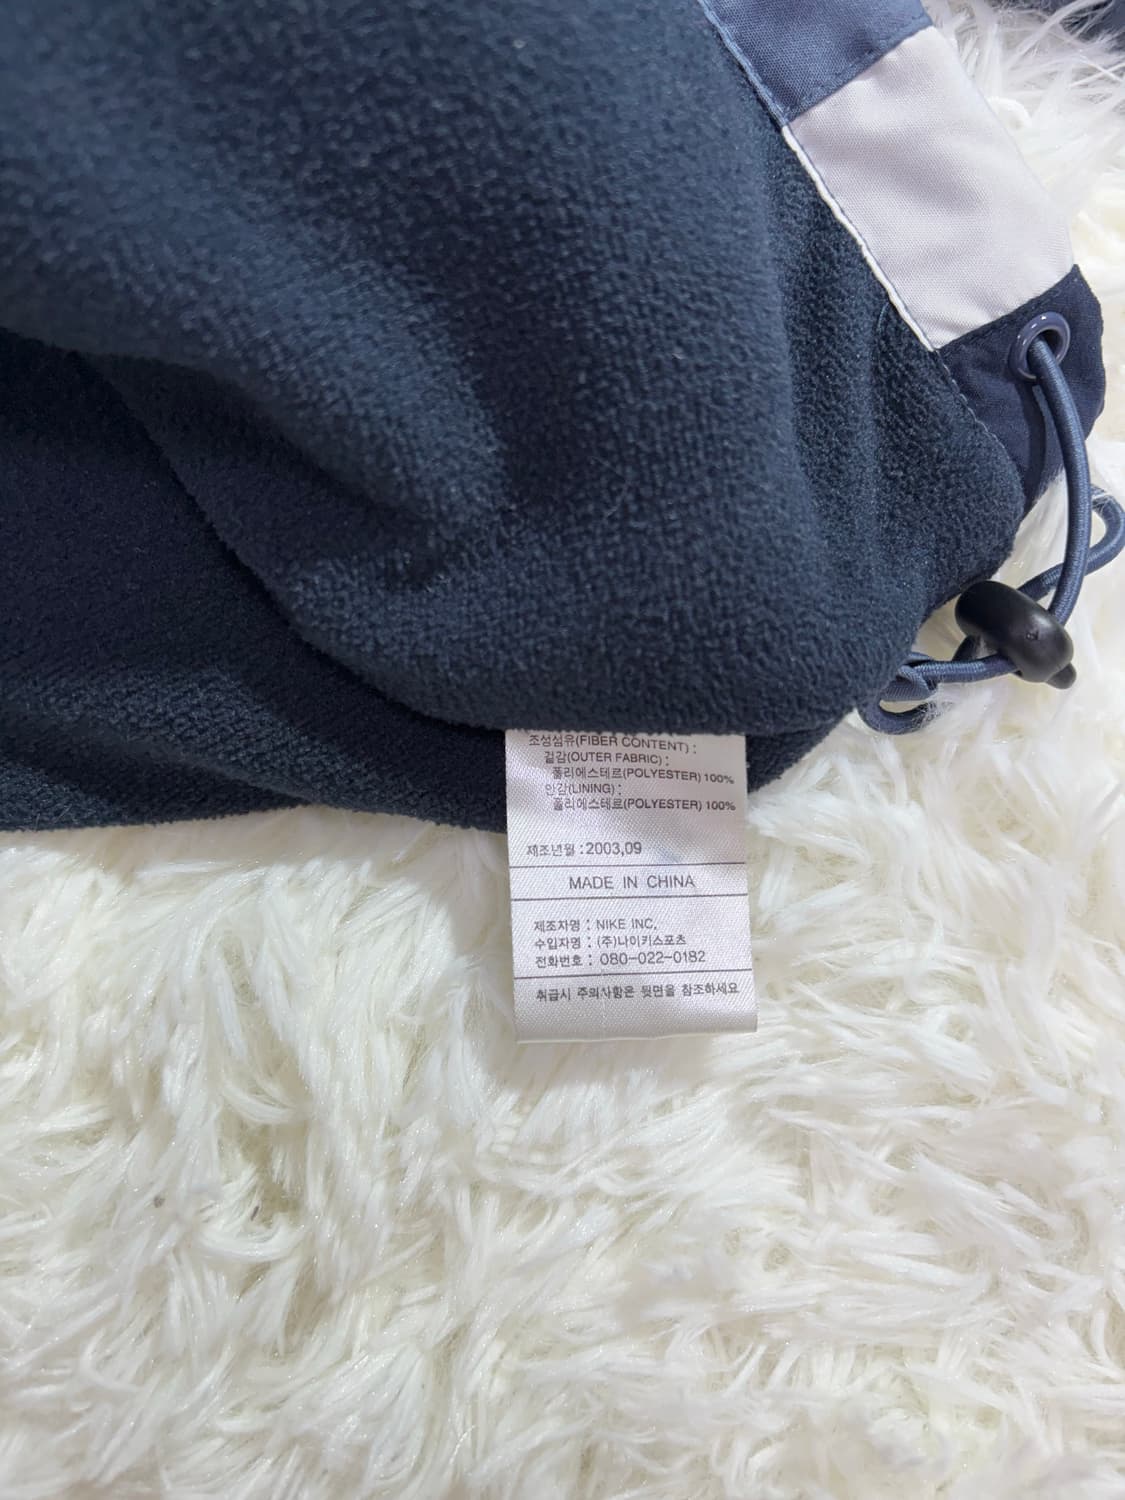 조성섬유(FIBER CONTENT) :
겉감(OUTER FABRIC) :
폴리에스테르(POLYESTER) 100%
안감(LINING) :
폴리에스테르(POLYESTER) 100%
제조년월 : 2003,09
MADE IN CHINA
제조자명 : NIKE INC,
수입자명 : (주)나이키스포츠
전화번호 : 080-022-0182
취급시 주의사항은 뒷면을 참조하세요